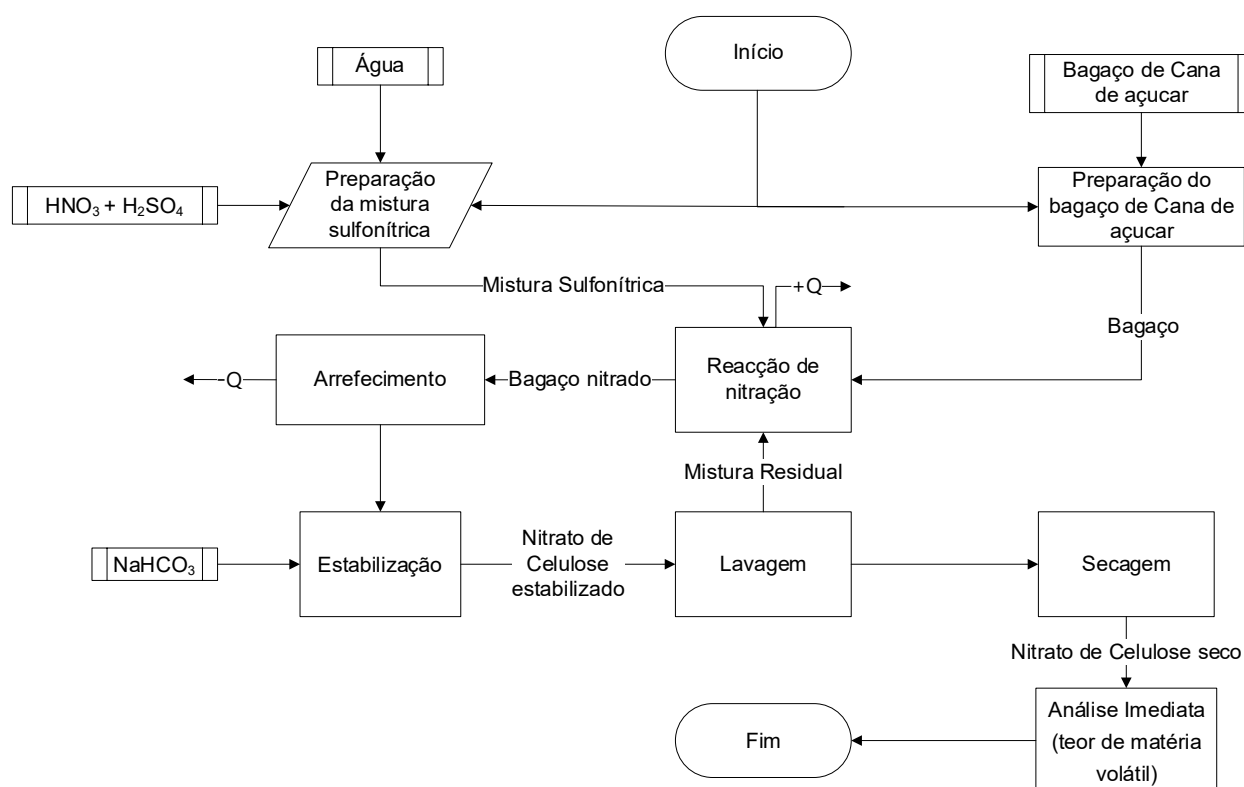 Início
Água
Bagaço de Cana
de açucar
HNO₃ + H₂SO₄
Preparação
da mistura
sulfonítrica
Preparação do
bagaço de Cana de
açucar
Mistura Sulfonítrica
+Q
Bagaço
-Q
Arrefecimento
Bagaço nitrado
Reacção de
nitração
Mistura Residual
NaHCO₃
Estabilização
Nitrato de
Celulose
estabilizado
Lavagem
Secagem
Nitrato de Celulose seco
Fim
Análise Imediata
(teor de matéria
volátil)